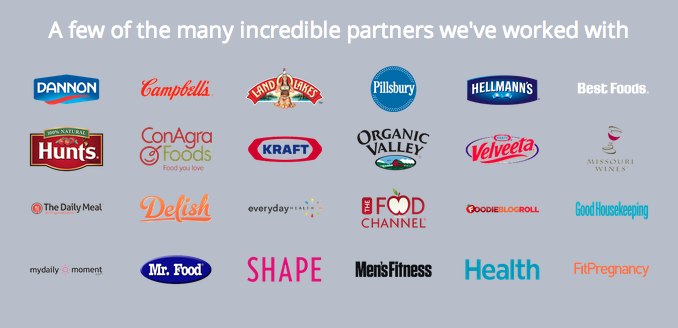 A few of the many incredible partners we've worked with
DANNON
Campbell's
LAND O LAKES
Pillsbury
HELLMANN'S
Best Foods
100% NATURAL
Hunt's
ConAgra
Foods
Food you love
KRAFT
ORGANIC
VALLEY
KRAFT
Velveeta
MISSOURI
WINES
The Daily Meal
Delish
everyday HEALTH
THE FOOD
CHANNEL
FOODIEBLOGROLL
Good Housekeeping
mydaily moment
Mr. Food
SHAPE
Men'sFitness
Health
FitPregnancy